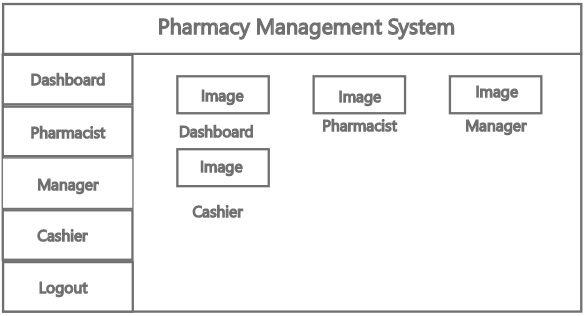 Pharmacy Management System
Dashboard
Pharmacist
Manager
Cashier
Logout
Image
Image
Image
Dashboard
Pharmacist
Manager
Image
Cashier